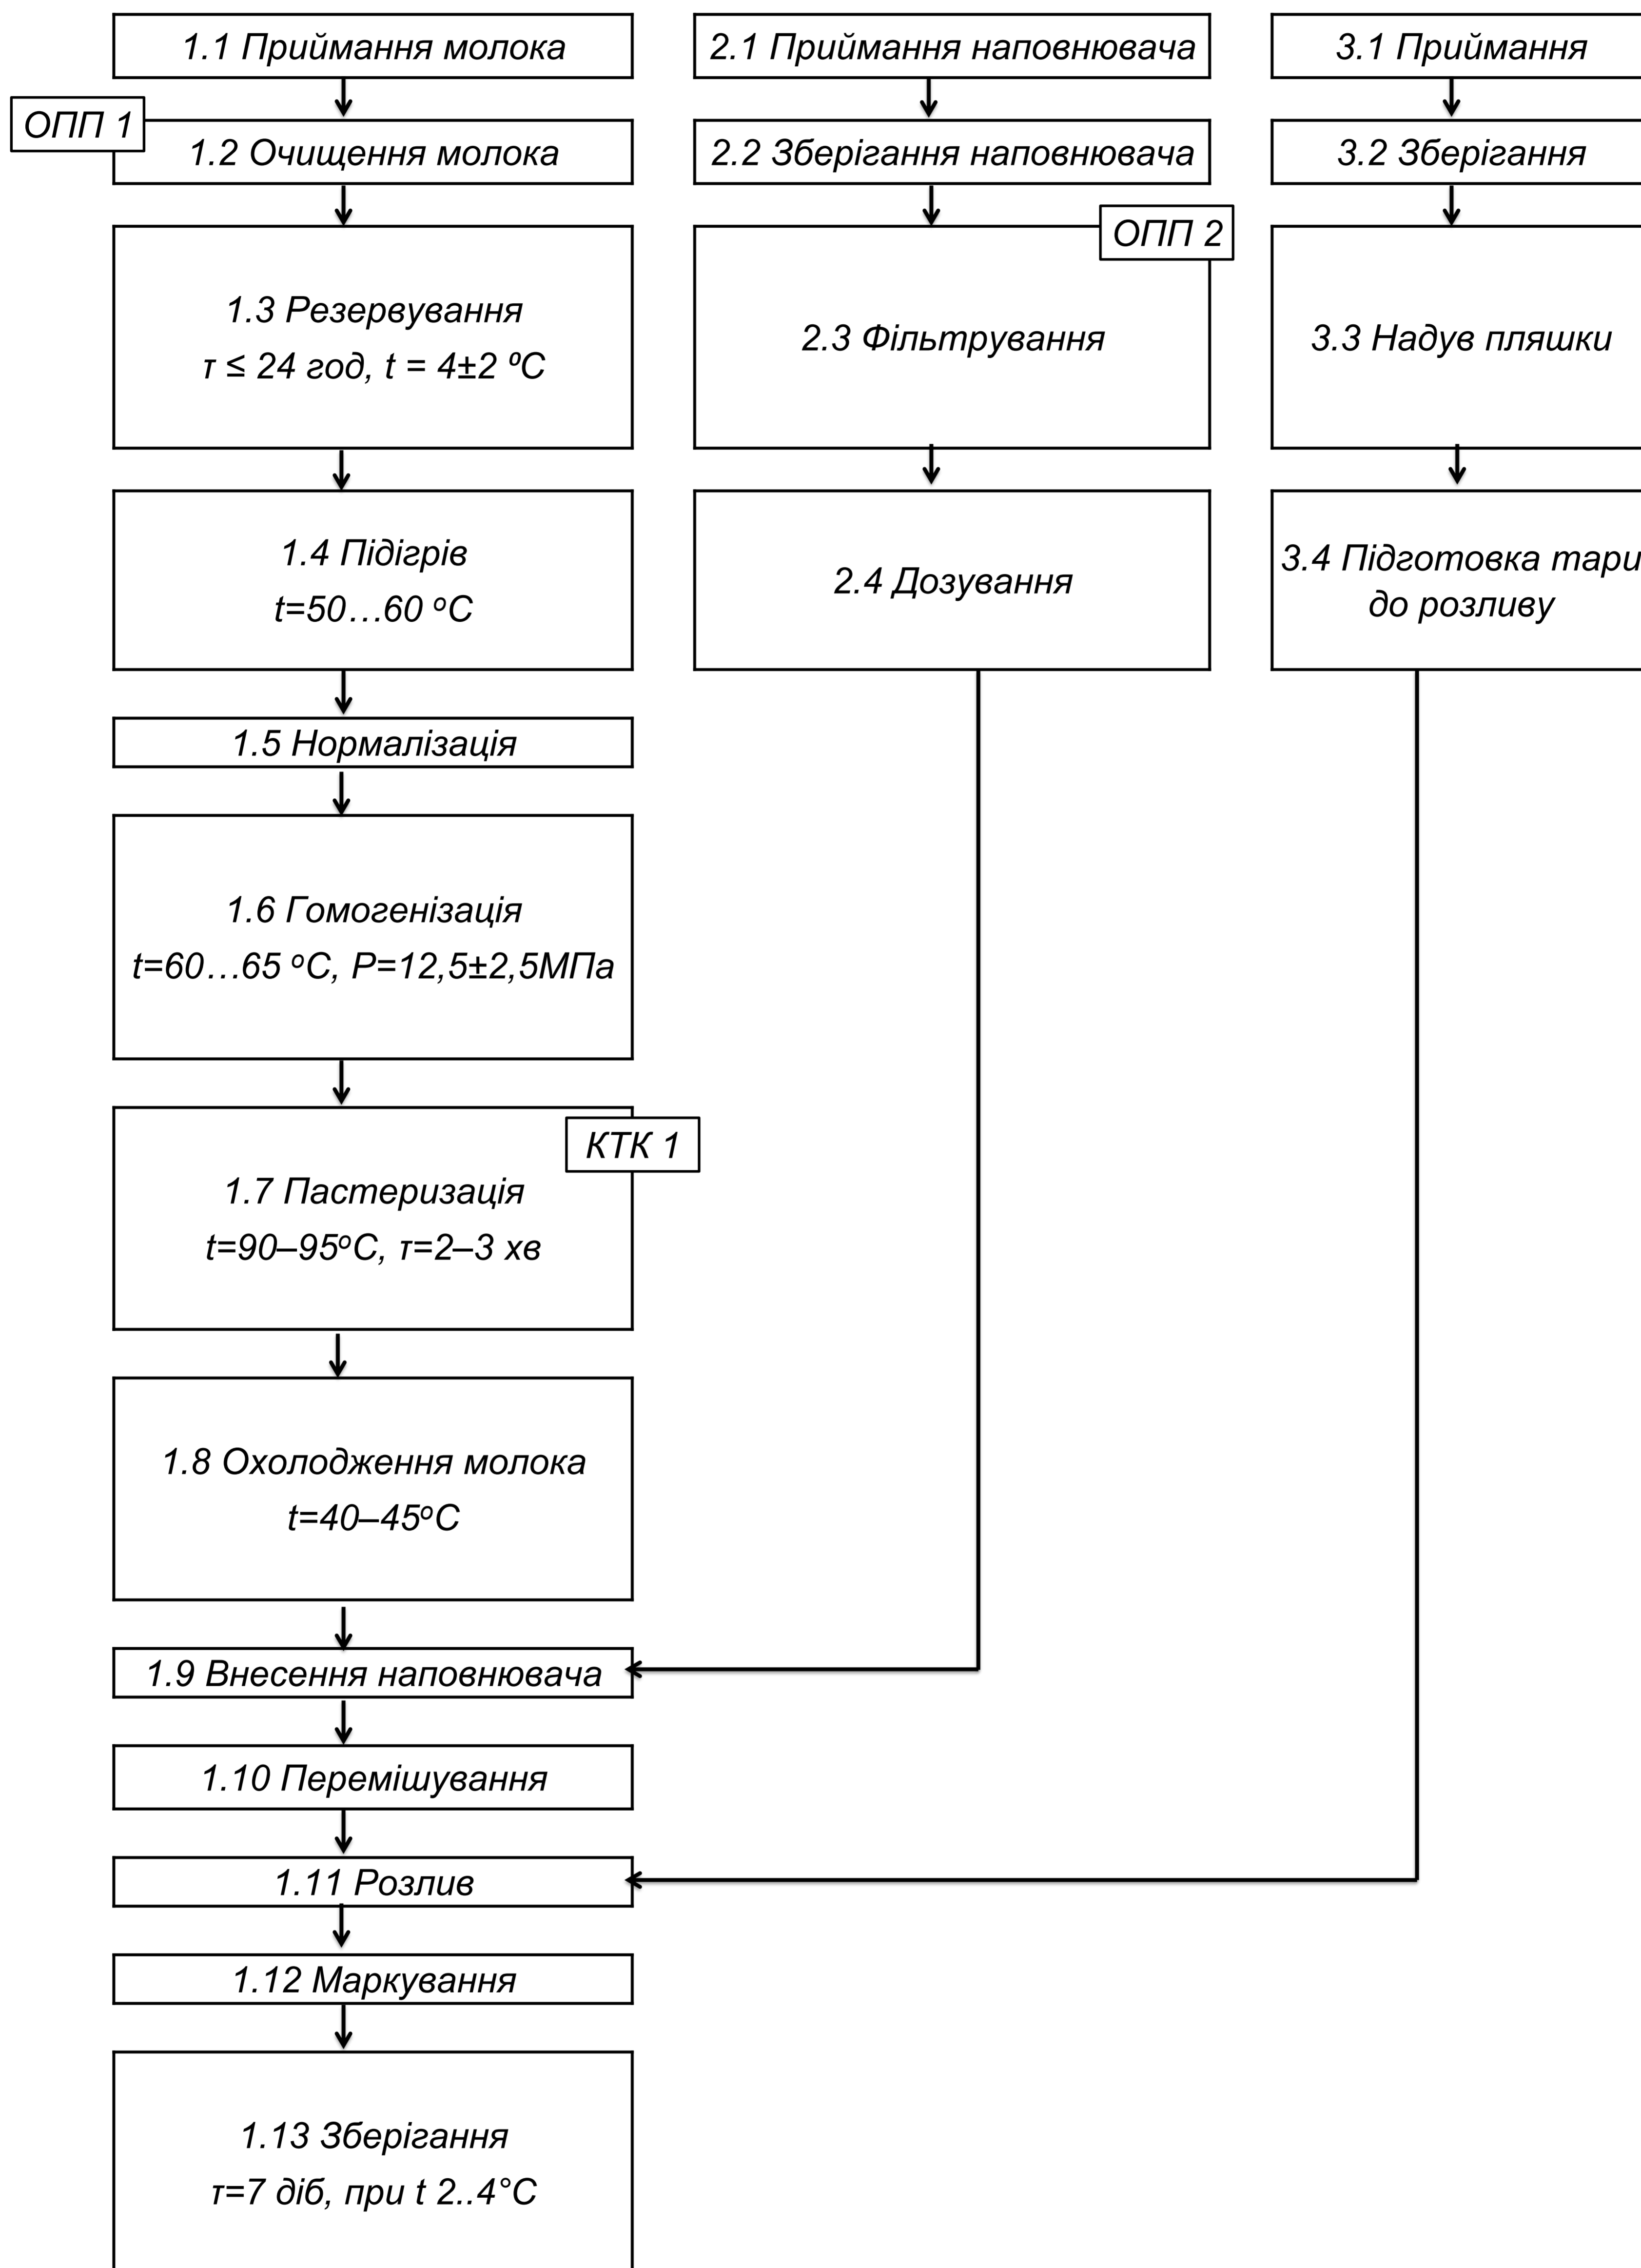 1.1 Приймання молока
ОПП 1
1.2 Очищення молока
1.3 Резервування
τ ≤ 24 год, t = 4±2 ⁰С
1.4 Підігрів
t=50…60 ºС
1.5 Нормалізація
1.6 Гомогенізація
t=60…65 ºС, Р=12,5±2,5МПа
КТК 1
1.7 Пастеризація
t=90–95ºС, τ=2–3 хв
1.8 Охолодження молока
t=40–45ºС
1.9 Внесення наповнювача
1.10 Перемішування
1.11 Розлив
1.12 Маркування
1.13 Зберігання
τ=7 діб, при t 2..4°С
2.1 Приймання наповнювача
2.2 Зберігання наповнювача
ОПП 2
2.3 Фільтрування
2.4 Дозування
3.1 Приймання
3.2 Зберігання
3.3 Надув пляшки
3.4 Підготовка тари
до розливу